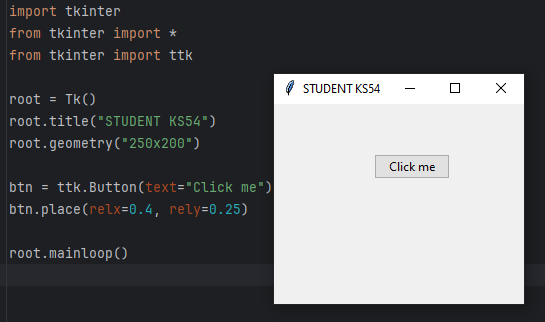 import tkinter
from tkinter import *
from tkinter import ttk
root = Tk()
root.title("STUDENT KS54")
root.geometry("250x200")
btn = ttk.Button(text="Click me")
btn.place(relx=0.4, rely=0.25)
root.mainloop()
STUDENT KS54
Click me